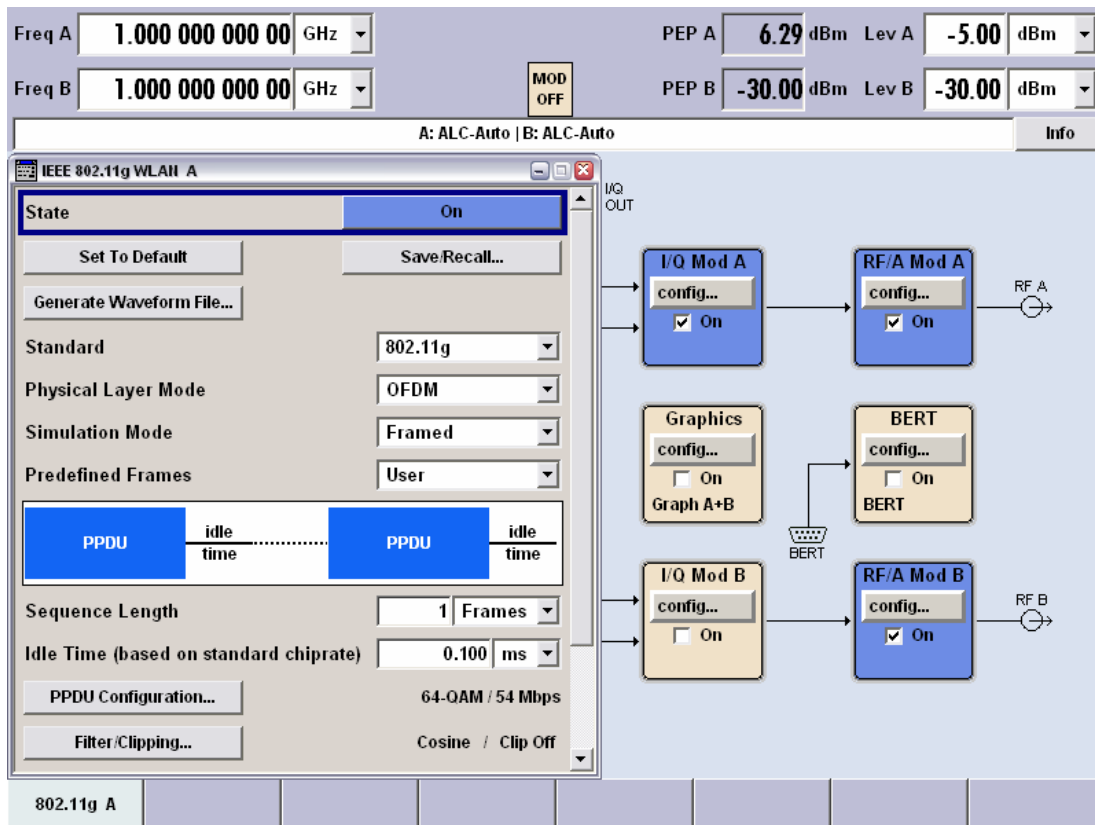 Freq A 1.000 000 000 00 GHz PEP A 6.29 dBm Lev A -5.00 dBm
Freq B 1.000 000 000 00 GHz MOD OFF PEP B -30.00 dBm Lev B -30.00 dBm
A: ALC-Auto | B: ALC-Auto Info
IEEE 802.11g WLAN A
State On
Set To Default Save/Recall...
Generate Waveform File...
Standard 802.11g
Physical Layer Mode OFDM
Simulation Mode Framed
Predefined Frames User
PPDU idle time PPDU idle time
Sequence Length 1 Frames
Idle Time (based on standard chiprate) 0.100 ms
PPDU Configuration... 64-QAM / 54 Mbps
Filter/Clipping... Cosine / Clip Off
I/Q OUT
I/Q Mod A
config...
On
RF/A Mod A
config...
On
RF A
Graphics
config...
On
Graph A+B
BERT
config...
On
BERT
BERT
I/Q Mod B
config...
On
RF/A Mod B
config...
On
RF B
802.11g A